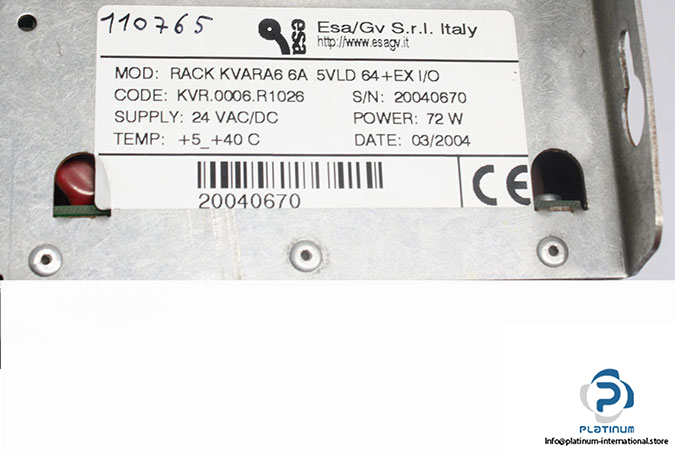 110765
esa
Esa/Gv S.r.l. Italy
http://www.esagv.it
MOD: RACK KVARA6 6A 5VLD 64+EX I/O
CODE: KVR.0006.R1026 S/N: 20040670
SUPPLY: 24 VAC/DC POWER: 72 W
TEMP: +5_+40 C DATE: 03/2004
20040670
CE
PLATINUM
Info@platinum-international.store